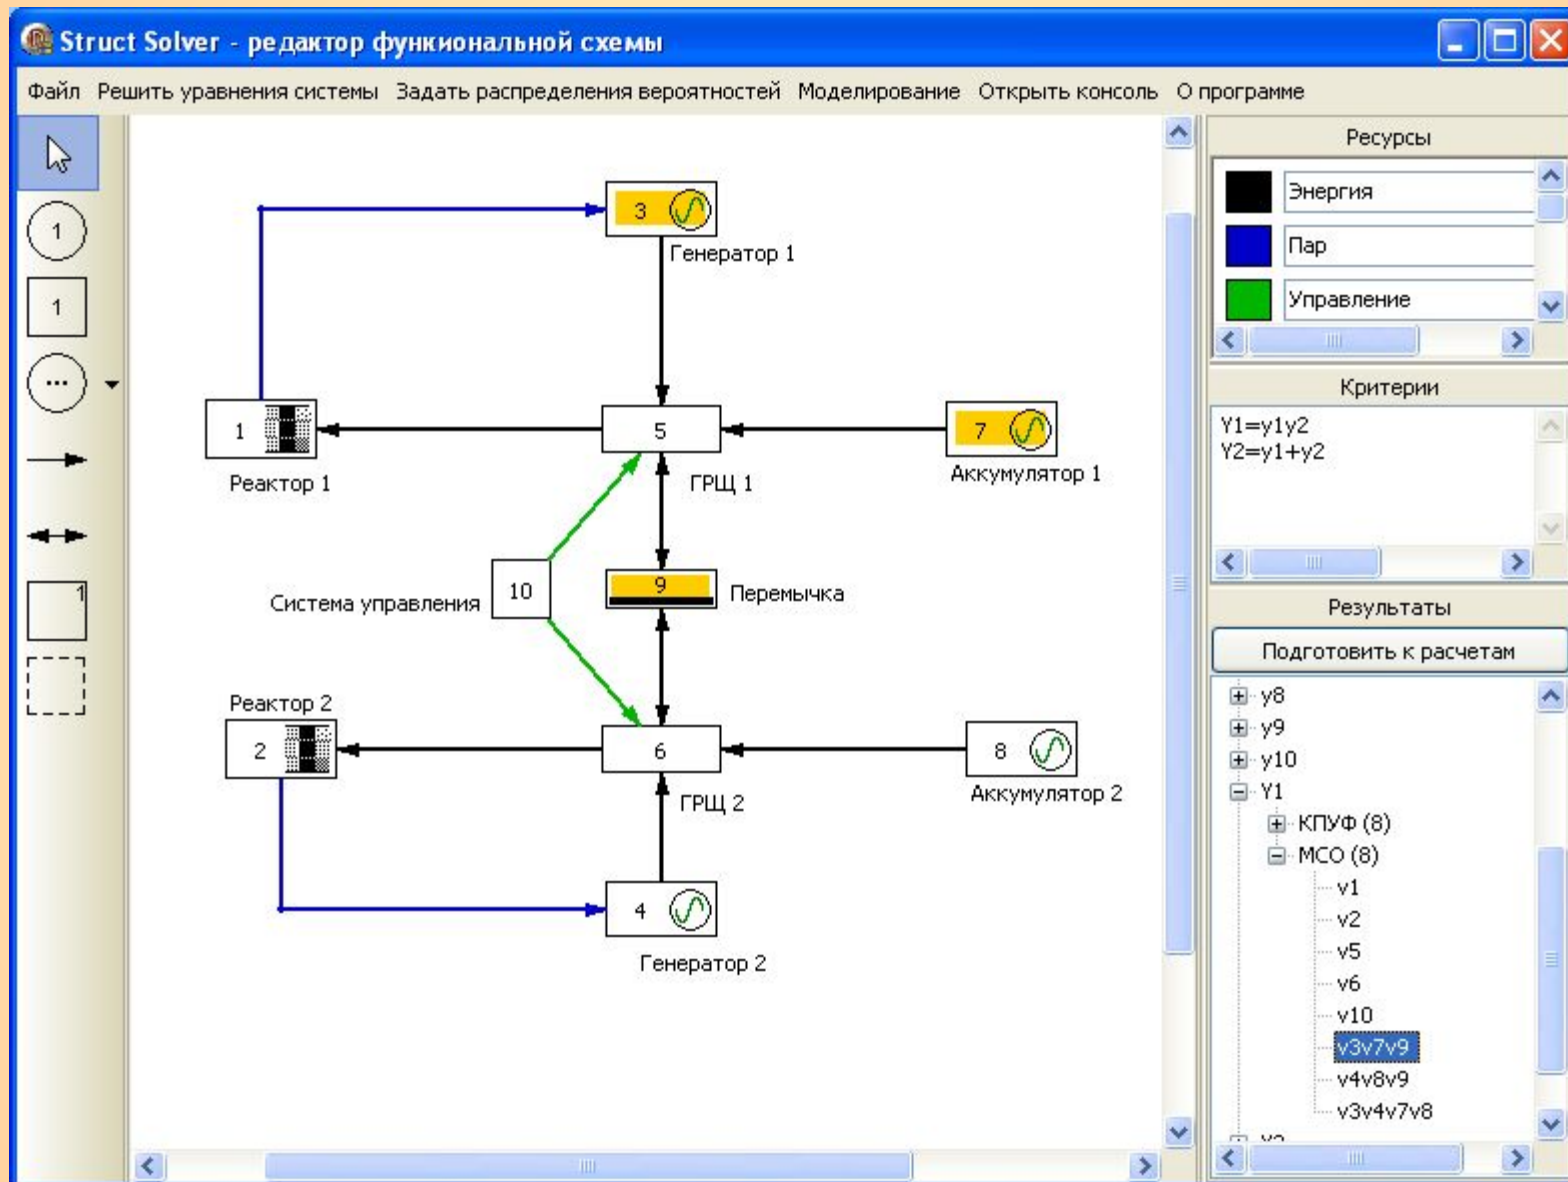 Struct Solver - редактор функиональной схемы
Файл Решить уравнения системы Задать распределения вероятностей Моделирование Открыть консоль О программе
1
1
...
1
3
Генератор 1
1
Реактор 1
5
ГРЩ 1
7
Аккумулятор 1
10
Система управления
9
Перемычка
Реактор 2
2
6
ГРЩ 2
8
Аккумулятор 2
4
Генератор 2
Ресурсы
Энергия
Пар
Управление
Критерии
Y1=y1y2
Y2=y1+y2
Результаты
Подготовить к расчетам
y8
y9
y10
Y1
КПУФ (8)
МСО (8)
v1
v2
v5
v6
v10
v3v7v9
v4v8v9
v3v4v7v8